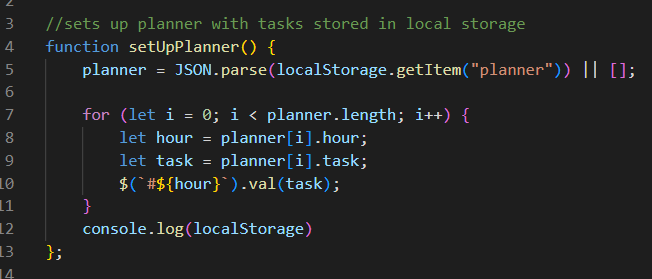 2
3 //sets up planner with tasks stored in local storage
4 function setUpPlanner() {
5     planner = JSON.parse(localStorage.getItem("planner")) || [];
6
7     for (let i = 0; i < planner.length; i++) {
8         let hour = planner[i].hour;
9         let task = planner[i].task;
10         $(`#${hour}`).val(task);
11     }
12     console.log(localStorage)
13 };
14